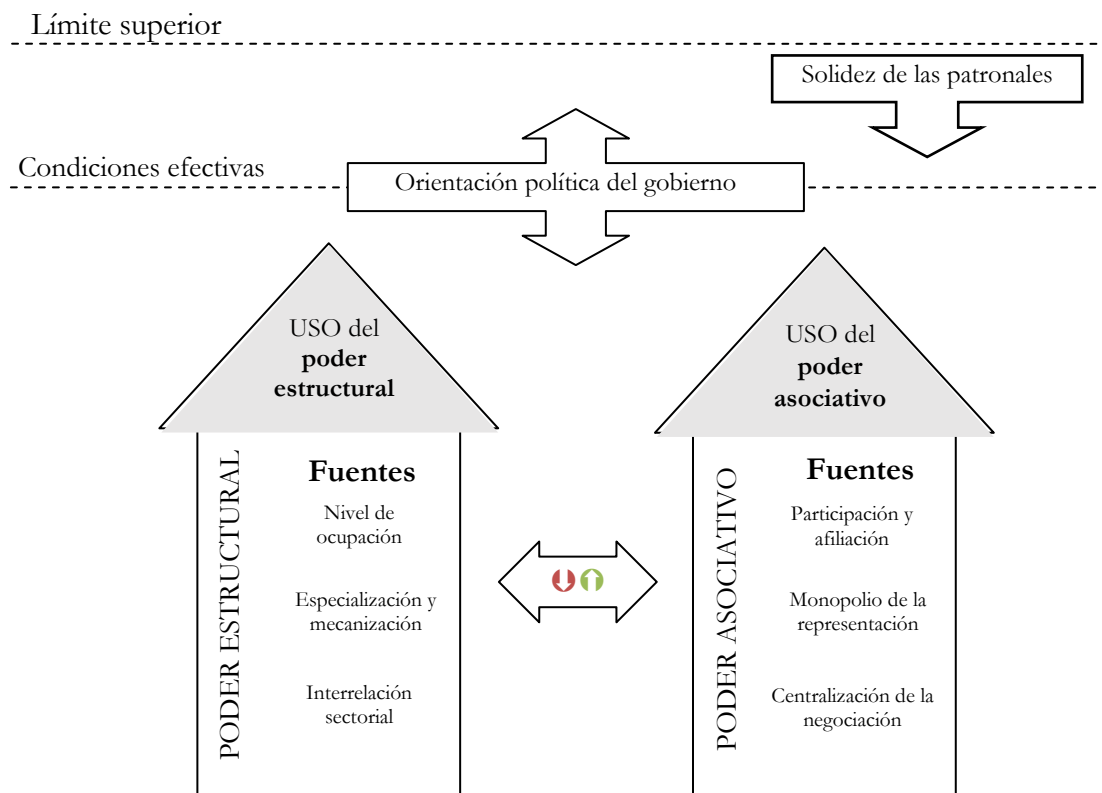 Límite superior
Solidez de las patronales
Condiciones efectivas
Orientación política del gobierno
USO del
poder
estructural
USO del
poder
asociativo
PODER ESTRUCTURAL
Fuentes
Nivel de
ocupación
Especialización y
mecanización
Interrelación
sectorial
PODER ASOCIATIVO
Fuentes
Participación y
afiliación
Monopolio de la
representación
Centralización de la
negociación